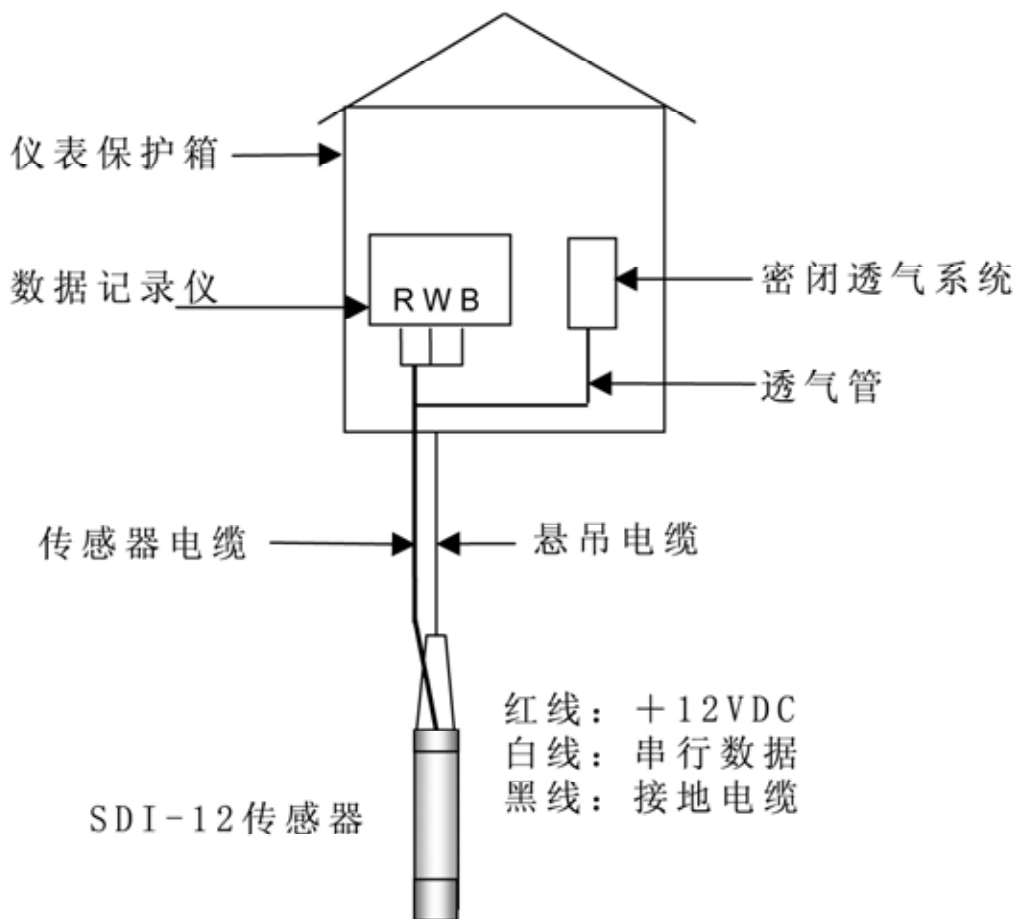 仪表保护箱
数据记录仪
RWB
密闭透气系统
透气管
传感器电缆
悬吊电缆
红线：＋12VDC
白线：串行数据
黑线：接地电缆
SDI-12传感器